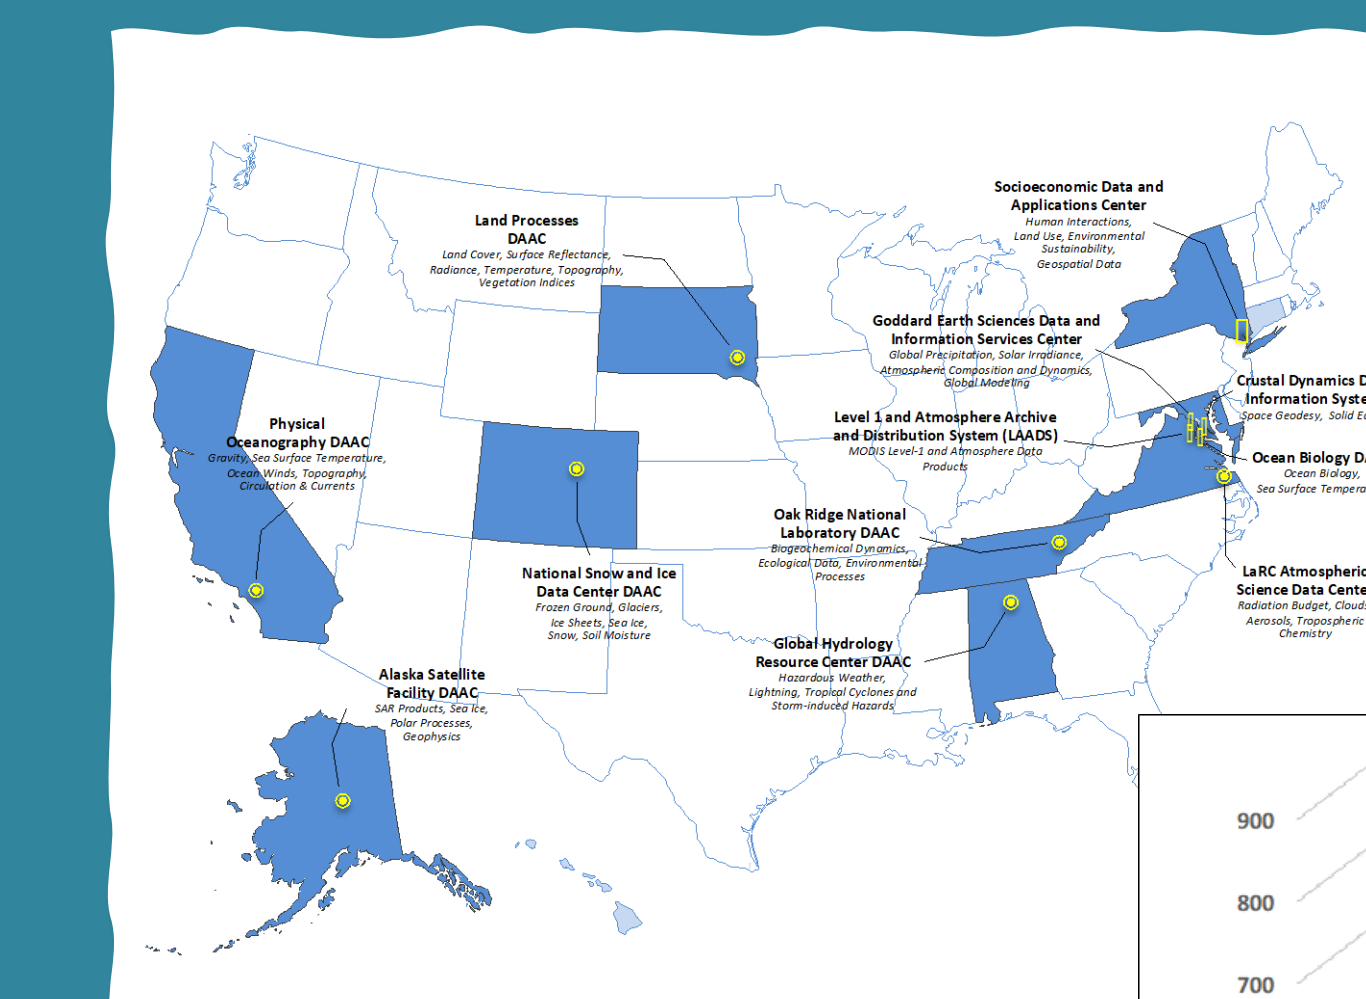 Socioeconomic Data and
Applications Center
Human Interactions,
Land Use, Environmental
Sustainability,
Geospatial Data
Land Processes
DAAC
Land Cover, Surface Reflectance,
Radiance, Temperature, Topography,
Vegetation Indices
Goddard Earth Sciences Data and
Information Services Center
Global Precipitation, Solar Irradiance,
Atmospheric Composition and Dynamics,
Global Modeling
Crustal Dynamics D
Information Syste
Space Geodesy, Solid Ea
Level 1 and Atmosphere Archive
and Distribution System (LAADS)
MODIS Level-1 and Atmosphere Data
Products
Physical
Oceanography DAAC
Gravity, Sea Surface Temperature,
Ocean Winds, Topography,
Circulation & Currents
Ocean Biology DA
Ocean Biology,
Sea Surface Tempera
Oak Ridge National
Laboratory DAAC
Biogeochemical Dynamics,
Ecological Data, Environmental
Processes
National Snow and Ice
Data Center DAAC
Frozen Ground, Glaciers,
Ice Sheets, Sea Ice,
Snow, Soil Moisture
LaRC Atmospheric
Science Data Cente
Radiation Budget, Clouds
Aerosols, Tropospheric
Chemistry
Global Hydrology
Resource Center DAAC
Hazardous Weather,
Lightning, Tropical Cyclones and
Storm-induced Hazards
Alaska Satellite
Facility DAAC
SAR Products, Sea Ice,
Polar Processes,
Geophysics
900
800
700